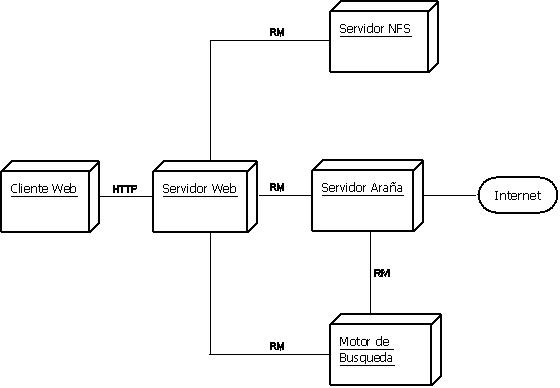 Servidor NFS
RM
Cliente Web
HTTP
Servidor Web
RM
Servidor Araña
Internet
RM
Motor de
Busqueda
RM